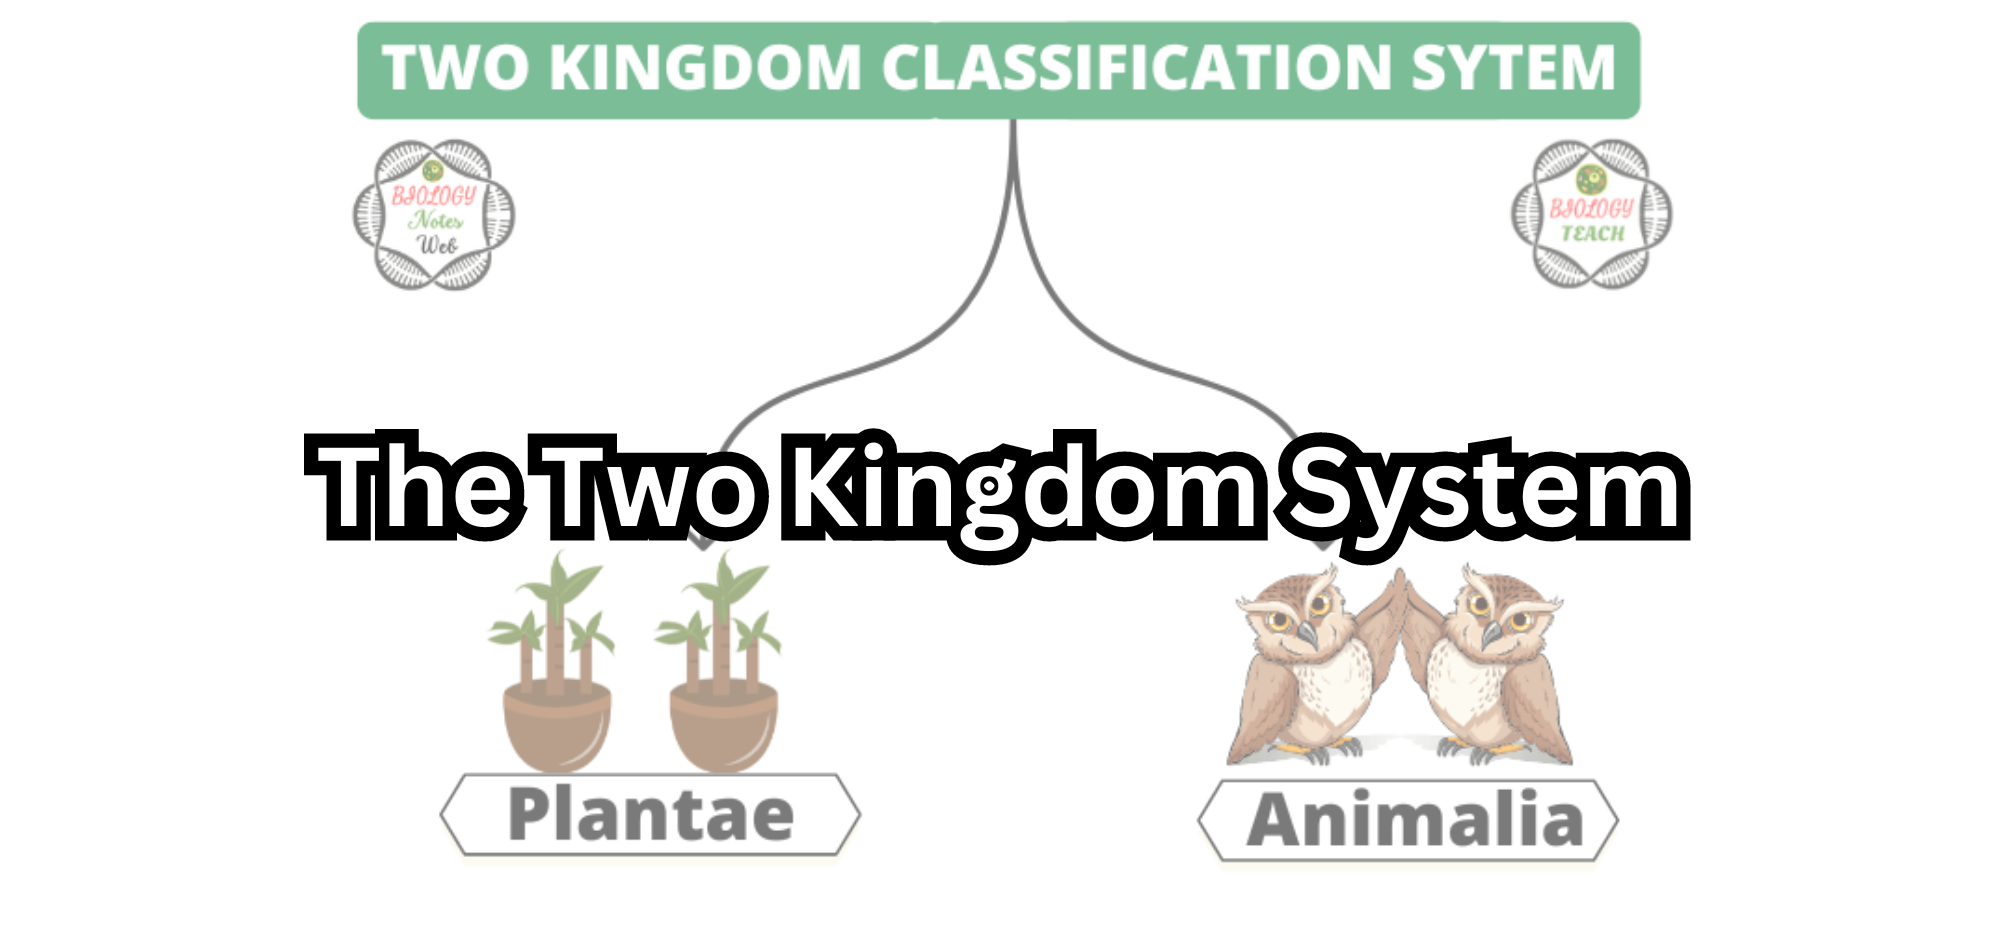 TWO KINGDOM CLASSIFICATION SYTEM
BIOLOGY
Notes
Web
BIOLOGY
TEACH
The Two Kingdom System
Plantae
Animalia